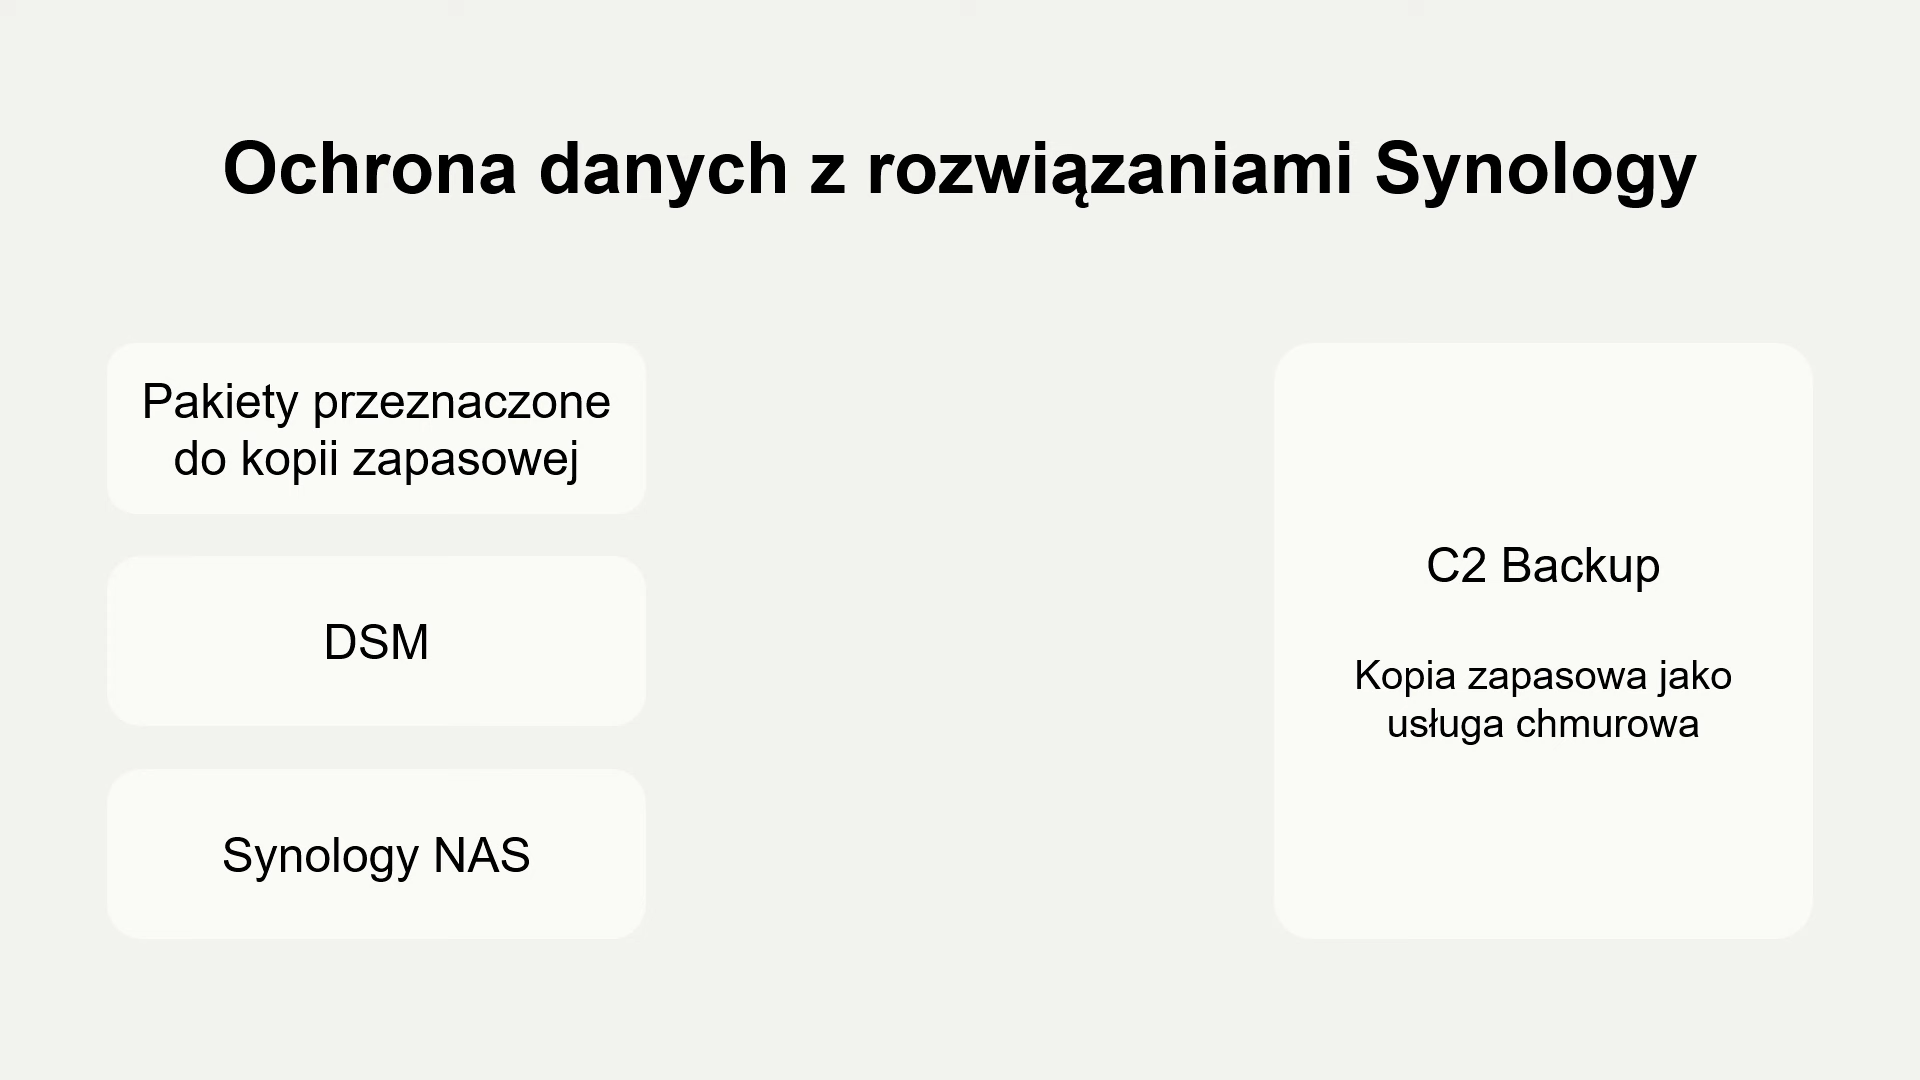 Ochrona danych z rozwiązaniami Synology
Pakiety przeznaczone
do kopii zapasowej
DSM
Synology NAS
C2 Backup
Kopia zapasowa jako
usługa chmurowa